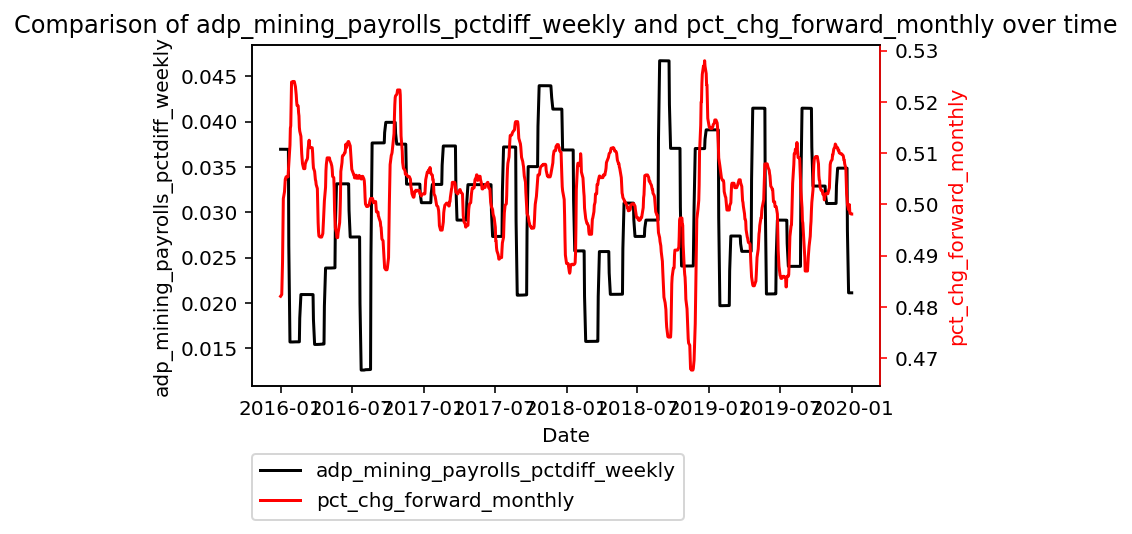 Comparison of adp_mining_payrolls_pctdiff_weekly and pct_chg_forward_monthly over time
adp_mining_payrolls_pctdiff_weekly
0.045
0.040
0.035
0.030
0.025
0.020
0.015
0.53
0.52
0.51
0.50
0.49
0.48
0.47
pct_chg_forward_monthly
2016-01 2016-07 2017-01 2017-07 2018-01 2018-07 2019-01 2019-07 2020-01
Date
adp_mining_payrolls_pctdiff_weekly
pct_chg_forward_monthly